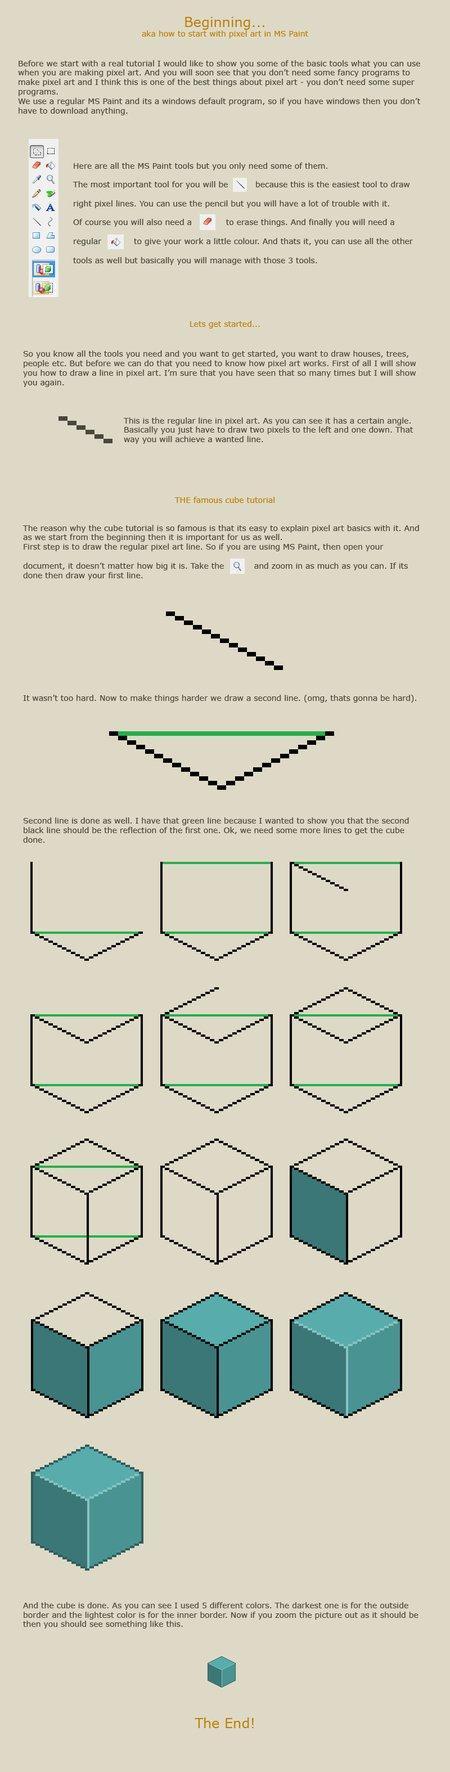 Beginning...
aka how to start with pixel art in MS Paint
Before we start with a real tutorial I would like to show you some of the basic tools what you can use
when you are making pixel art. And you will soon see that you don't need some fancy programs to
make pixel art and I think this is one of the best things about pixel art - you don't need some super
programs.
We use a regular MS Paint and its a windows default program, so if you have windows then you don't
have to download anything.
Here are all the MS Paint tools but you only need some of them.
The most important tool for you will be because this is the easiest tool to draw
right pixel lines. You can use the pencil but you will have a lot of trouble with it.
Of course you will also need a to erase things. And finally you will need a
regular to give your work a little colour. And thats it, you can use all the other
tools as well but basically you will manage with those 3 tools.
Lets get started...
So you know all the tools you need and you want to get started, you want to draw houses, trees,
people etc. But before we can do that you need to know how pixel art works. First of all I will show
you how to draw a line in pixel art. I'm sure that you have seen that so many times but I will show
you again.
This is the regular line in pixel art. As you can see it has a certain angle.
Basically you just have to draw two pixels to the left and one down. That
way you will achieve a wanted line.
THE famous cube tutorial
The reason why the cube tutorial is so famous is that its easy to explain pixel art basics with it. And
as we start from the beginning then it is important for us as well.
First step is to draw the regular pixel art line. So if you are using MS Paint, then open your
document, it doesn't matter how big it is. Take the and zoom in as much as you can. If its
done then draw your first line.
It wasn't too hard. Now to make things harder we draw a second line. (omg, thats gonna be hard).
Second line is done as well. I have that green line because I wanted to show you that the second
black line should be the reflection of the first one. Ok, we need some more lines to get the cube
done.
And the cube is done. As you can see I used 5 different colors. The darkest one is for the outside
border and the lightest color is for the inner border. Now if you zoom the picture out as it should be
then you should see something like this.
The End!